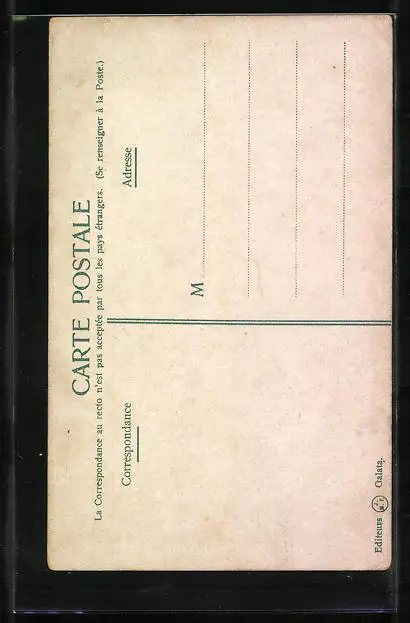 CARTE POSTALE
La Correspondance au recto n'est pas acceptée par tous les pays étrangers. (Se renseigner à la Poste.)
Correspondance
Adresse
M
Editeurs Galata.